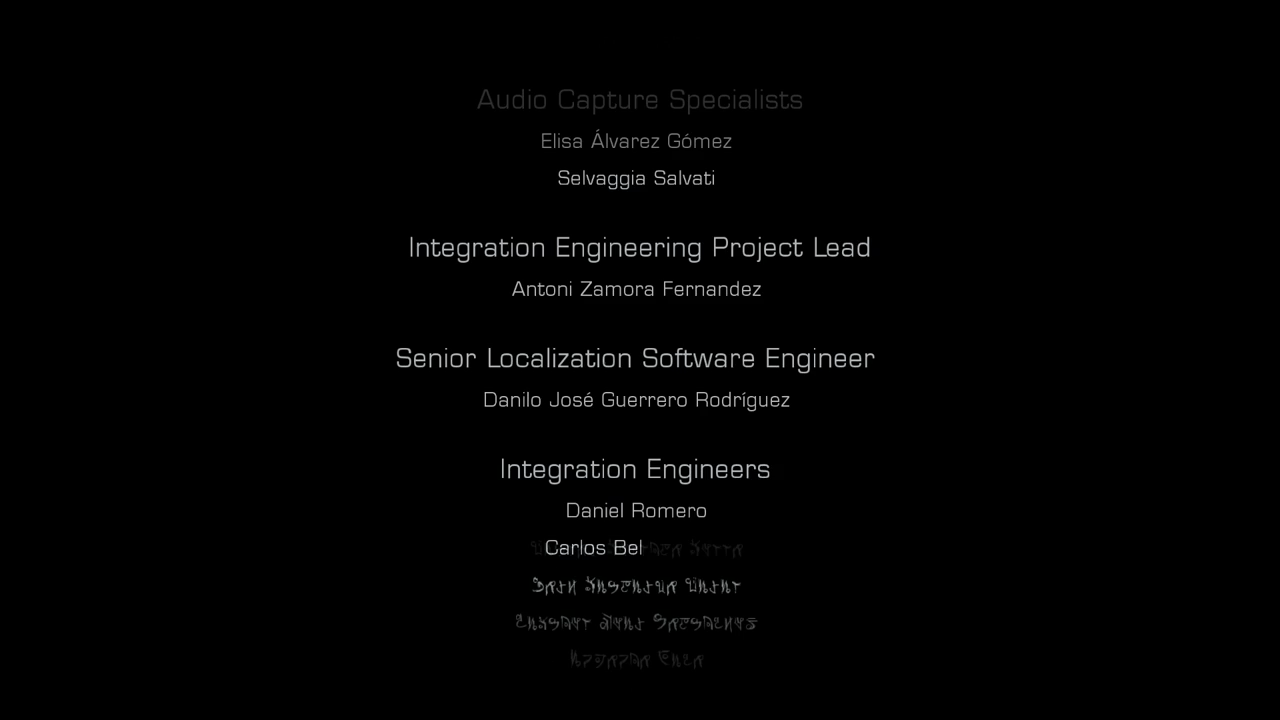 Audio Capture Specialists
Elisa Álvarez Gómez
Selvaggia Salvati
Integration Engineering Project Lead
Antoni Zamora Fernandez
Senior Localization Software Engineer
Danilo José Guerrero Rodríguez
Integration Engineers
Daniel Romero
Carlos Bel